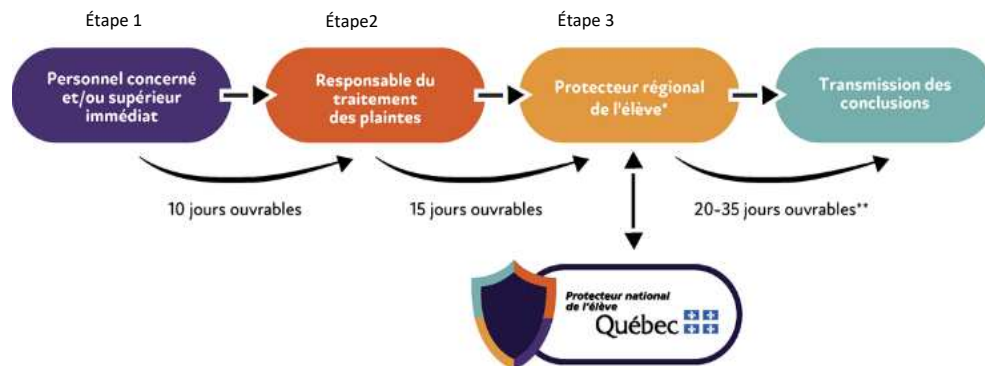 Étape 1
Étape2
Étape 3
Personnel concerné
et/ou supérieur
immédiat
Responsable du
traitement
des plaintes
Protecteur régional
de l'élève*
Transmission des
conclusions
10 jours ouvrables
15 jours ouvrables
20-35 jours ouvrables**
Protecteur national
de l'élève
Québec